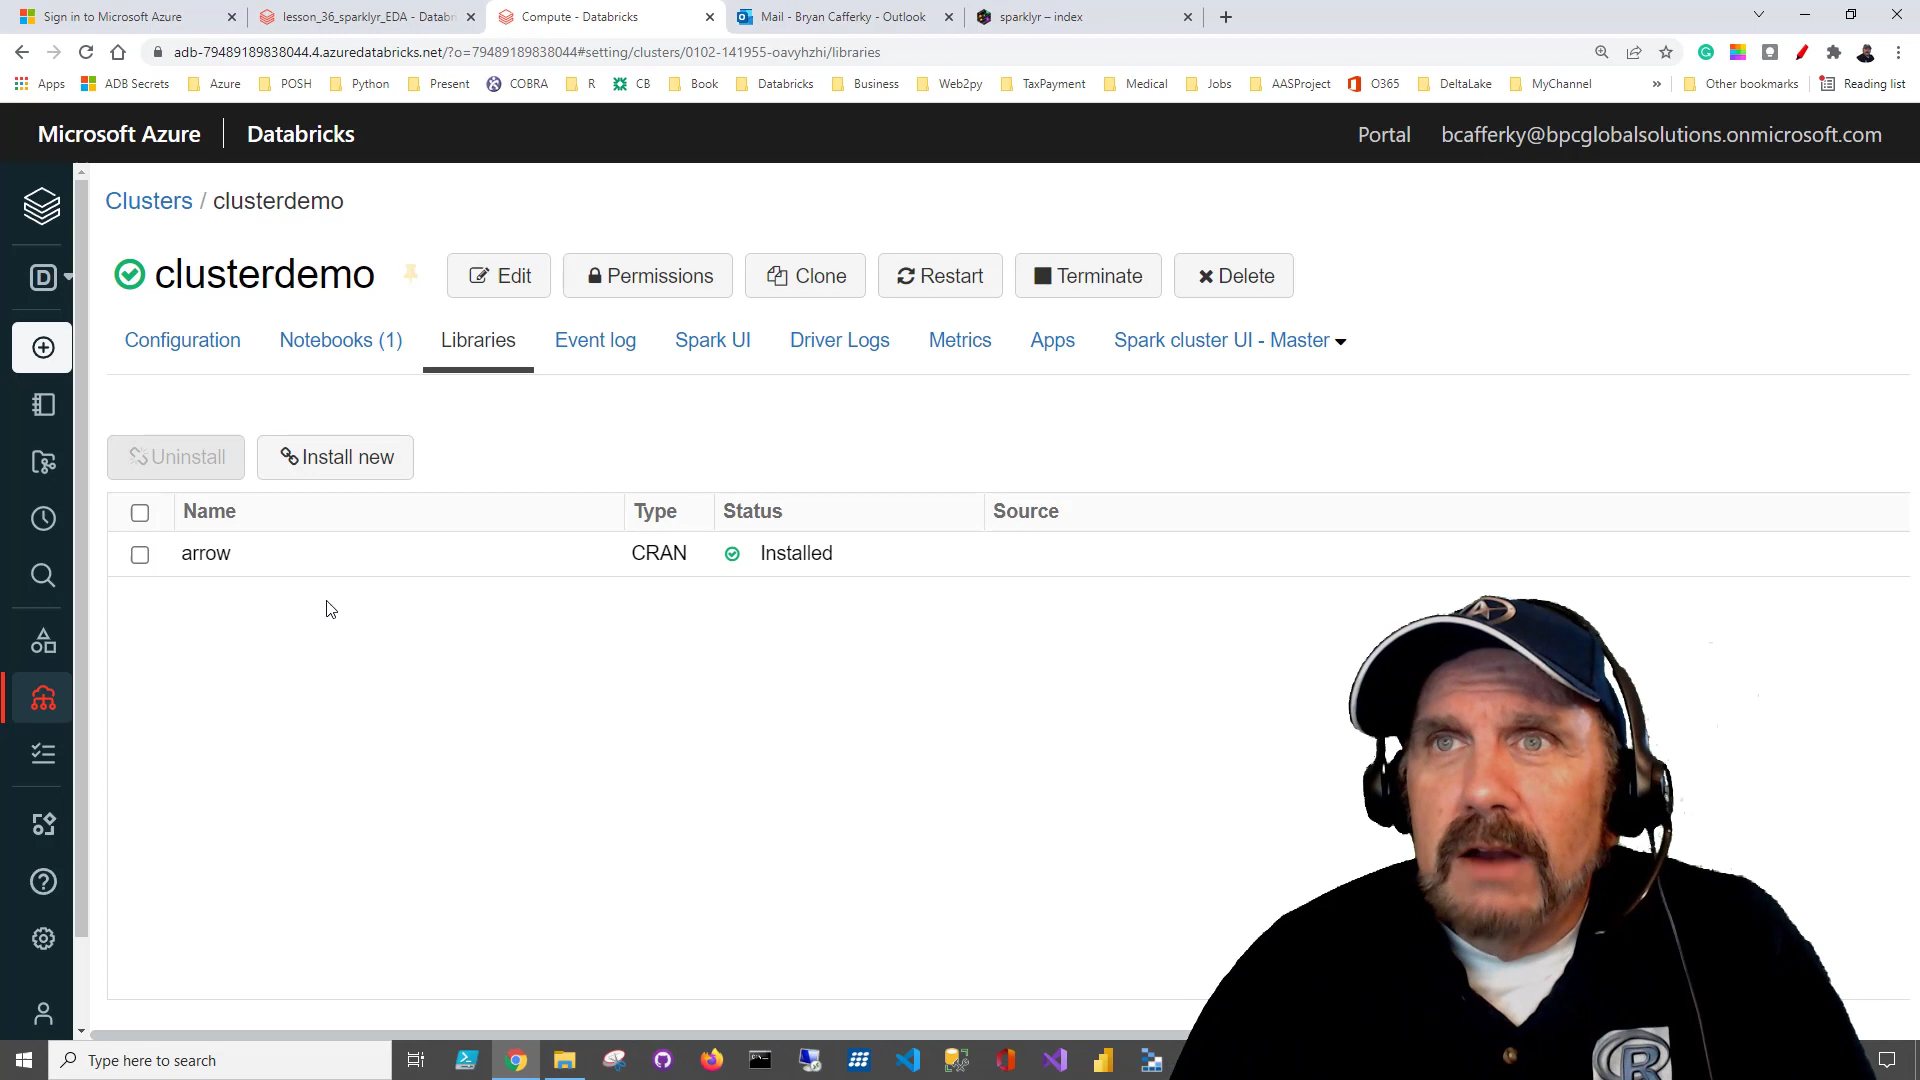 Sign in to Microsoft Azure
lesson_36_sparklyr_EDA - Databri
Compute - Databricks
Mail - Bryan Cafferky - Outlook
sparklyr – index
adb-79489189838044.4.azuredatabricks.net/?o=79489189838044#setting/clusters/0102-141955-oavyhzhi/libraries
Apps ADB Secrets Azure POSH Python Present COBRA R CB Book Databricks Business Web2py TaxPayment Medical Jobs AASProject O365 DeltaLake MyChannel » Other bookmarks Reading list
Microsoft Azure Databricks Portal bcafferky@bpcglobalsolutions.onmicrosoft.com
Clusters / clusterdemo
D
clusterdemo Edit Permissions Clone Restart Terminate Delete
Configuration Notebooks (1) Libraries Event log Spark UI Driver Logs Metrics Apps Spark cluster UI - Master
Uninstall Install new
Name Type Status Source
arrow CRAN Installed
R
Type here to search